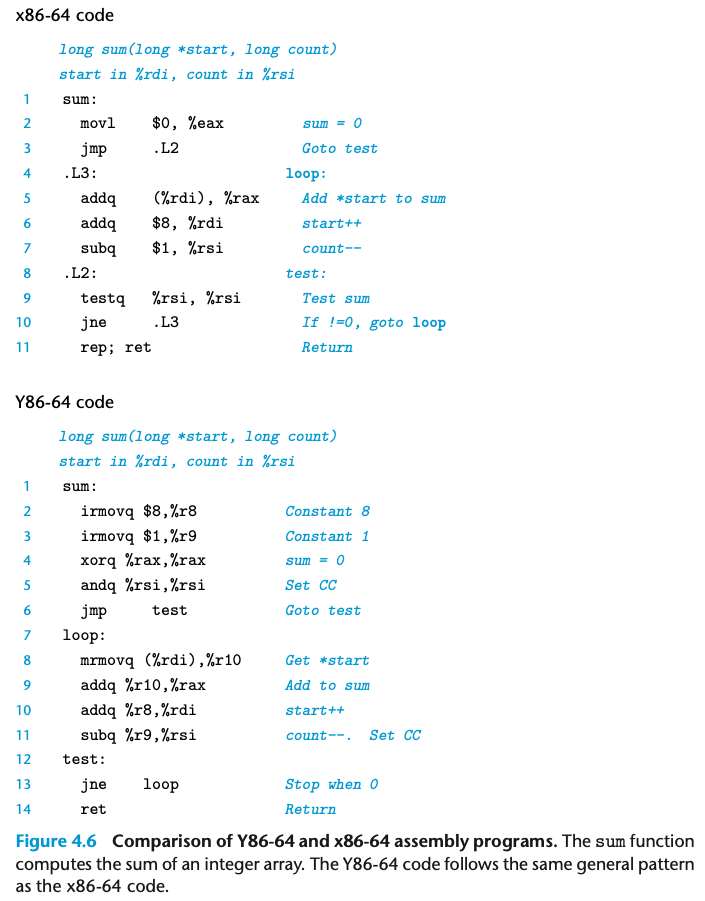 x86-64 code
long sum(long *start, long count)
start in %rdi, count in %rsi
1 sum:
2 movl $0, %eax sum = 0
3 jmp .L2 Goto test
4 .L3: loop:
5 addq (%rdi), %rax Add *start to sum
6 addq $8, %rdi start++
7 subq $1, %rsi count--
8 .L2: test:
9 testq %rsi, %rsi Test sum
10 jne .L3 If !=0, goto loop
11 rep; ret Return
Y86-64 code
long sum(long *start, long count)
start in %rdi, count in %rsi
1 sum:
2 irmovq $8,%r8 Constant 8
3 irmovq $1,%r9 Constant 1
4 xorq %rax,%rax sum = 0
5 andq %rsi,%rsi Set CC
6 jmp test Goto test
7 loop:
8 mrmovq (%rdi),%r10 Get *start
9 addq %r10,%rax Add to sum
10 addq %r8,%rdi start++
11 subq %r9,%rsi count--. Set CC
12 test:
13 jne loop Stop when 0
14 ret Return
Figure 4.6 Comparison of Y86-64 and x86-64 assembly programs. The sum function
computes the sum of an integer array. The Y86-64 code follows the same general pattern
as the x86-64 code.